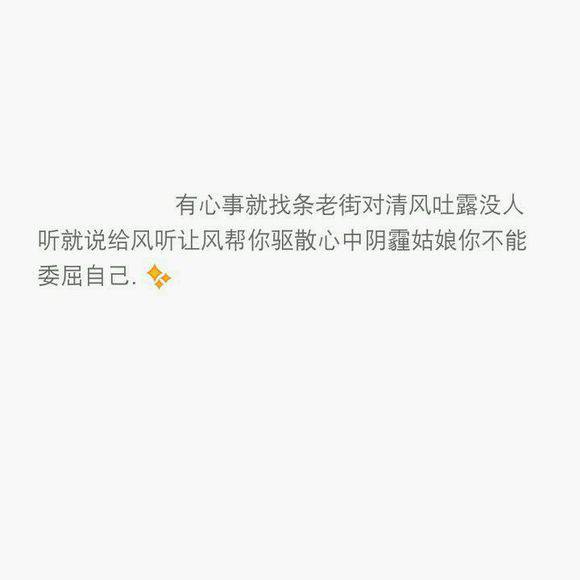 有心事就找条老街对清风吐露没人
听就说给风听让风帮你驱散心中阴霾姑娘你不能
委屈自己. ✨